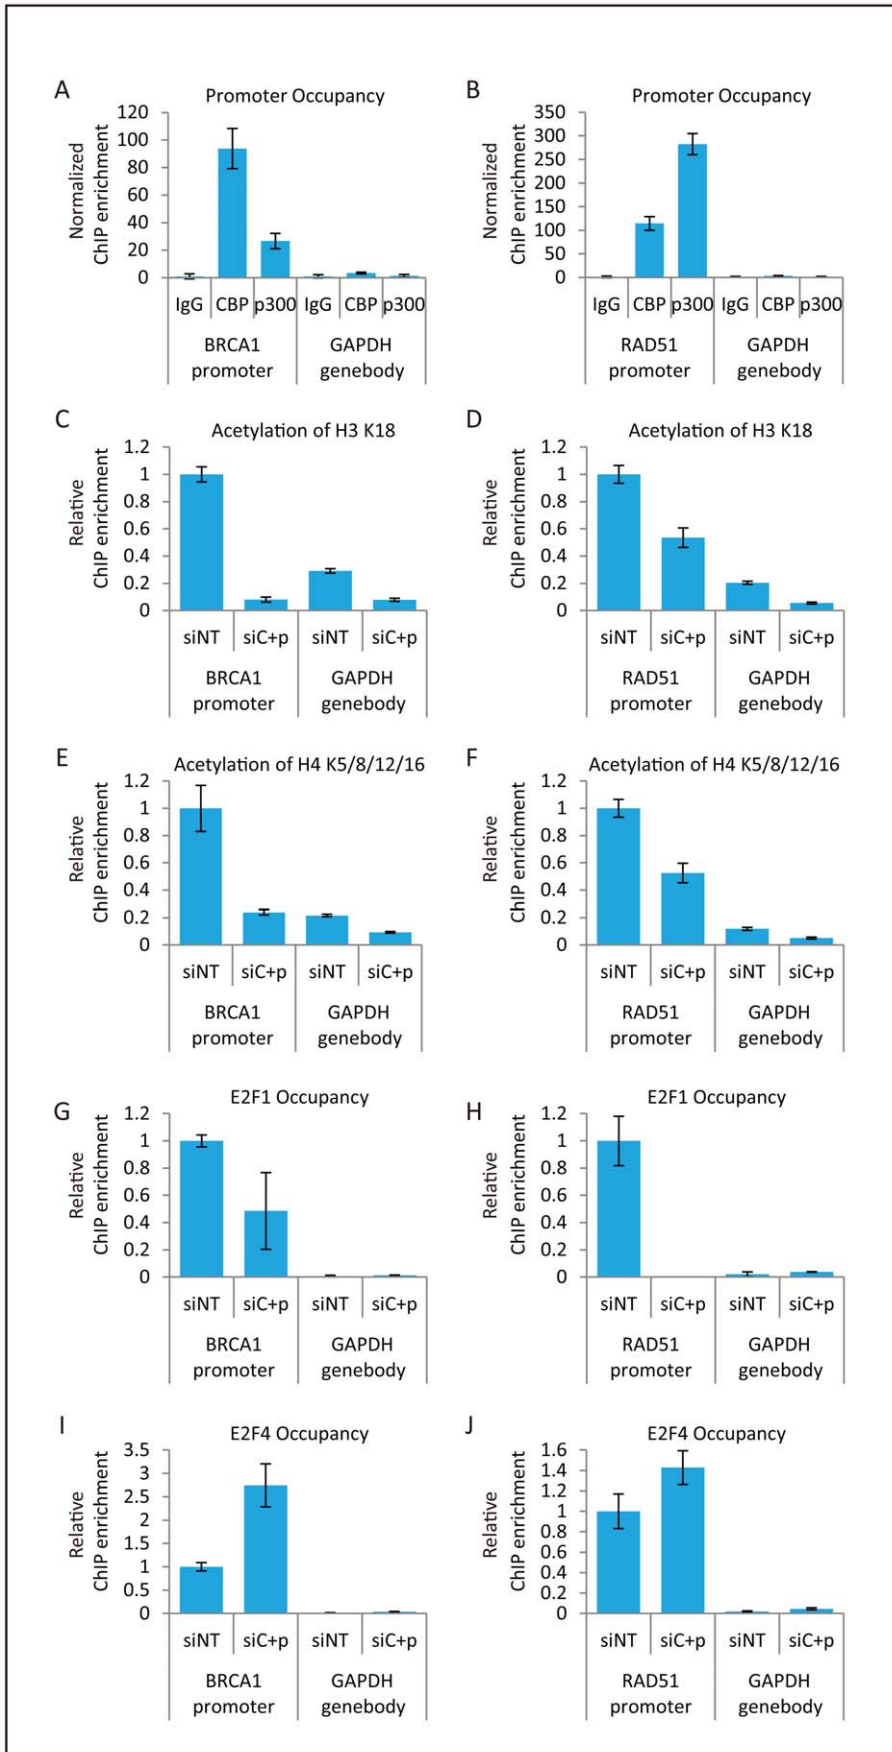 A
Promoter Occupancy
Normalized
ChIP enrichment
120
100
80
60
40
20
0
IgG CBP p300 IgG CBP p300
BRCA1 GAPDH
promoter genebody
B
Promoter Occupancy
Normalized
ChIP enrichment
350
300
250
200
150
100
50
0
IgG CBP p300 IgG CBP p300
RAD51 GAPDH
promoter genebody
C
Acetylation of H3 K18
Relative
ChIP enrichment
1.2
1
0.8
0.6
0.4
0.2
0
siNT siC+p siNT siC+p
BRCA1 GAPDH
promoter genebody
D
Acetylation of H3 K18
Relative
ChIP enrichment
1.2
1
0.8
0.6
0.4
0.2
0
siNT siC+p siNT siC+p
RAD51 GAPDH
promoter genebody
E
Acetylation of H4 K5/8/12/16
Relative
ChIP enrichment
1.2
1
0.8
0.6
0.4
0.2
0
siNT siC+p siNT siC+p
BRCA1 GAPDH
promoter genebody
F
Acetylation of H4 K5/8/12/16
Relative
ChIP enrichment
1.2
1
0.8
0.6
0.4
0.2
0
siNT siC+p siNT siC+p
RAD51 GAPDH
promoter genebody
G
E2F1 Occupancy
Relative
ChIP enrichment
1.2
1
0.8
0.6
0.4
0.2
0
siNT siC+p siNT siC+p
BRCA1 GAPDH
promoter genebody
H
E2F1 Occupancy
Relative
ChIP enrichment
1.2
1
0.8
0.6
0.4
0.2
0
siNT siC+p siNT siC+p
RAD51 GAPDH
promoter genebody
I
E2F4 Occupancy
Relative
ChIP enrichment
3.5
3
2.5
2
1.5
1
0.5
0
siNT siC+p siNT siC+p
BRCA1 GAPDH
promoter genebody
J
E2F4 Occupancy
Relative
ChIP enrichment
1.6
1.4
1.2
1
0.8
0.6
0.4
0.2
0
siNT siC+p siNT siC+p
RAD51 GAPDH
promoter genebody